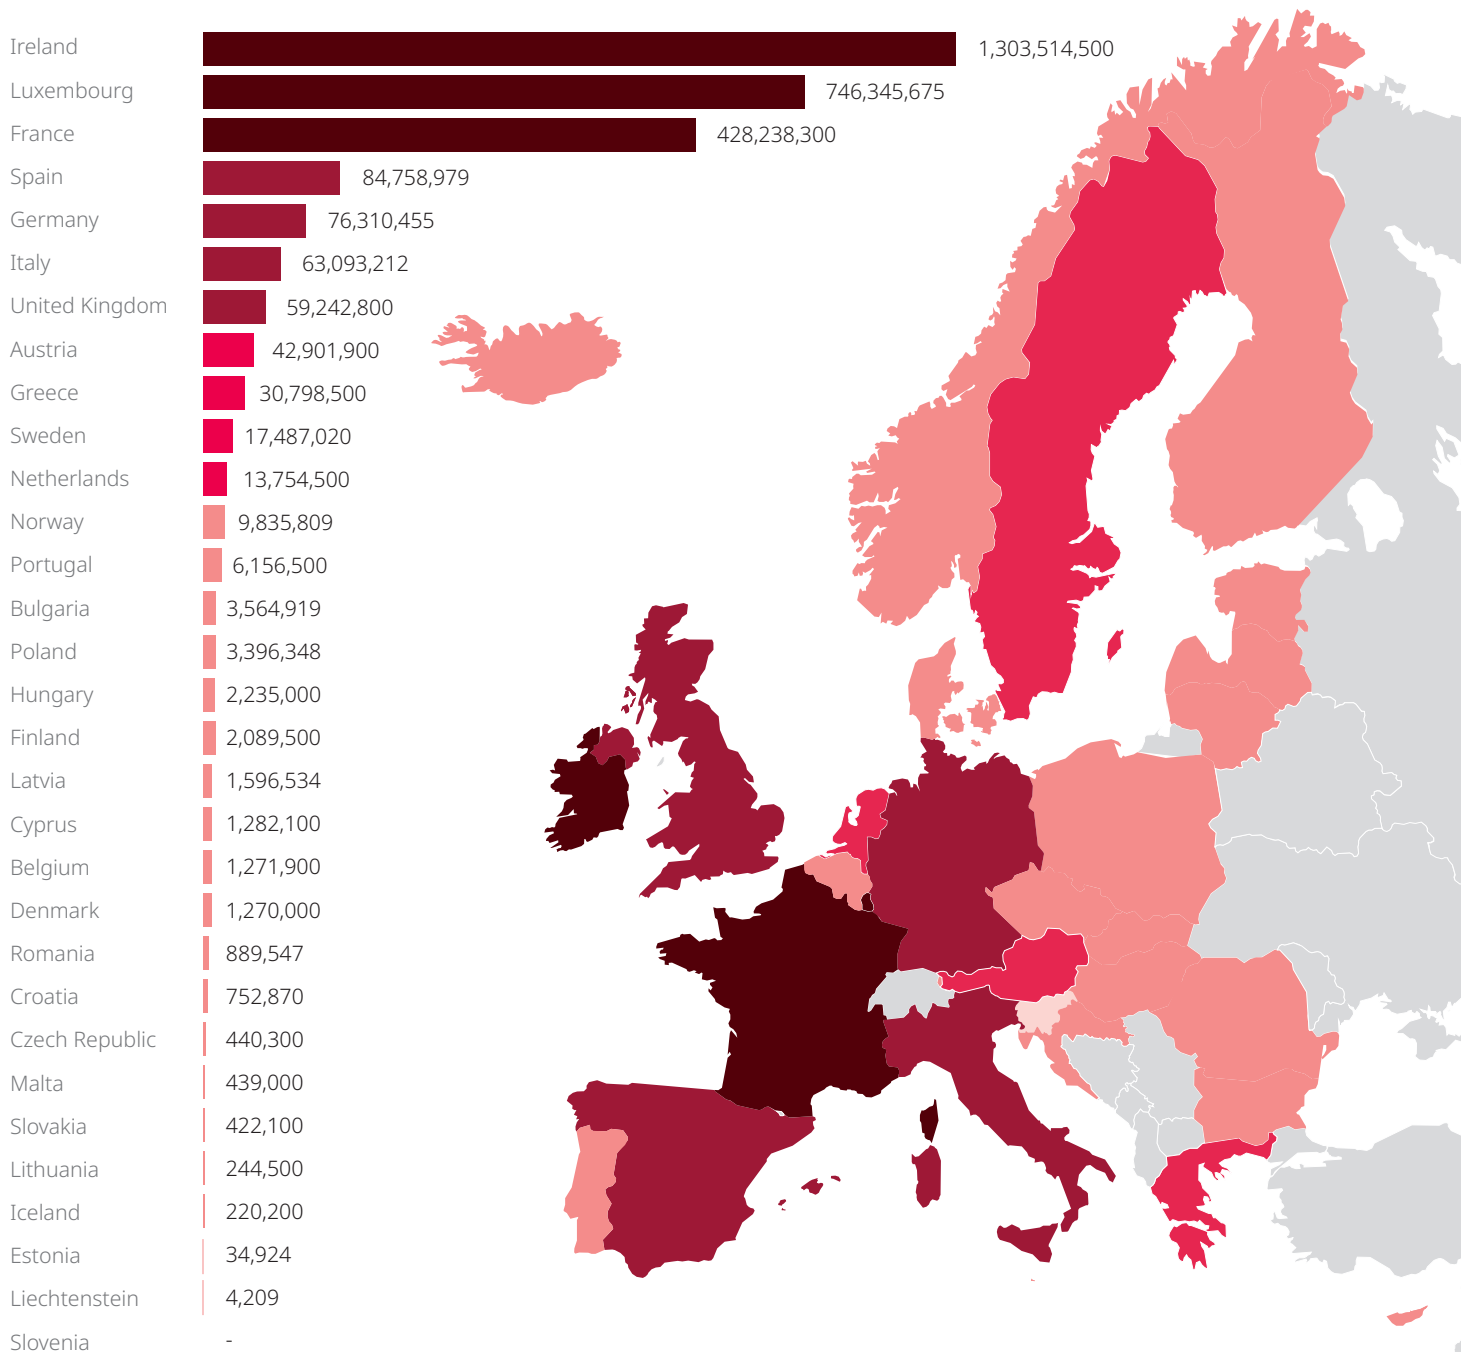 Ireland 1,303,514,500
Luxembourg 746,345,675
France 428,238,300
Spain 84,758,979
Germany 76,310,455
Italy 63,093,212
United Kingdom 59,242,800
Austria 42,901,900
Greece 30,798,500
Sweden 17,487,020
Netherlands 13,754,500
Norway 9,835,809
Portugal 6,156,500
Bulgaria 3,564,919
Poland 3,396,348
Hungary 2,235,000
Finland 2,089,500
Latvia 1,596,534
Cyprus 1,282,100
Belgium 1,271,900
Denmark 1,270,000
Romania 889,547
Croatia 752,870
Czech Republic 440,300
Malta 439,000
Slovakia 422,100
Lithuania 244,500
Iceland 220,200
Estonia 34,924
Liechtenstein 4,209
Slovenia -